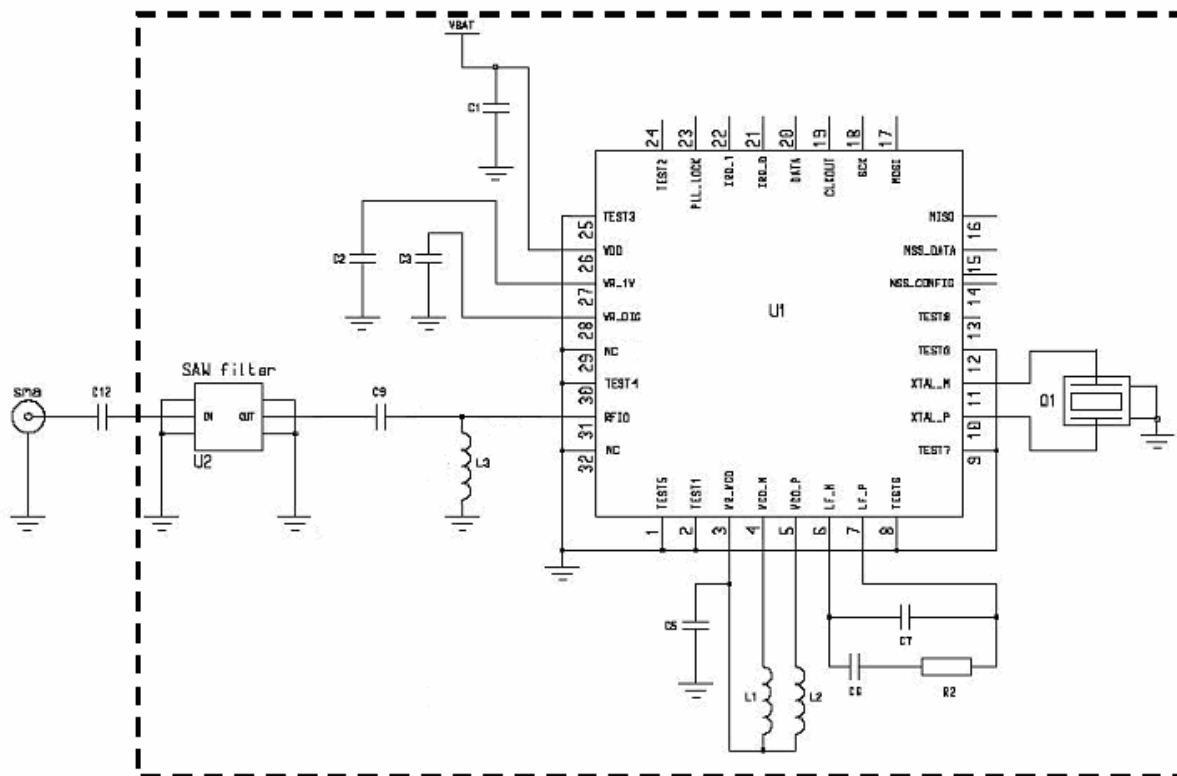 VBAT
C1
24 23 22 21 20 19 18 17
TEST2 PLL_LOCK IRQ_1 IRQ_0 DATA CLKOUT SCK MOSI
TEST3 25
VDD 26
VR_1V 27
VR_DIG 28
NC 29
TEST4 30
RFIO 31
NC 32
MISO 16
NSS_DATA 15
NSS_CONFIG 14
TEST8 13
12
XTAL_M 11
XTAL_P 10
TEST7 9
U1
C2
C3
SAW filter
sma
C12
IN OUT
U2
C9
L3
Q1
TEST5 TEST1 VR_VCO VCO_M VCO_P LF_M LF_P
1 2 3 4 5 6 7 8
C5
C7
L1
L2
C6
R2